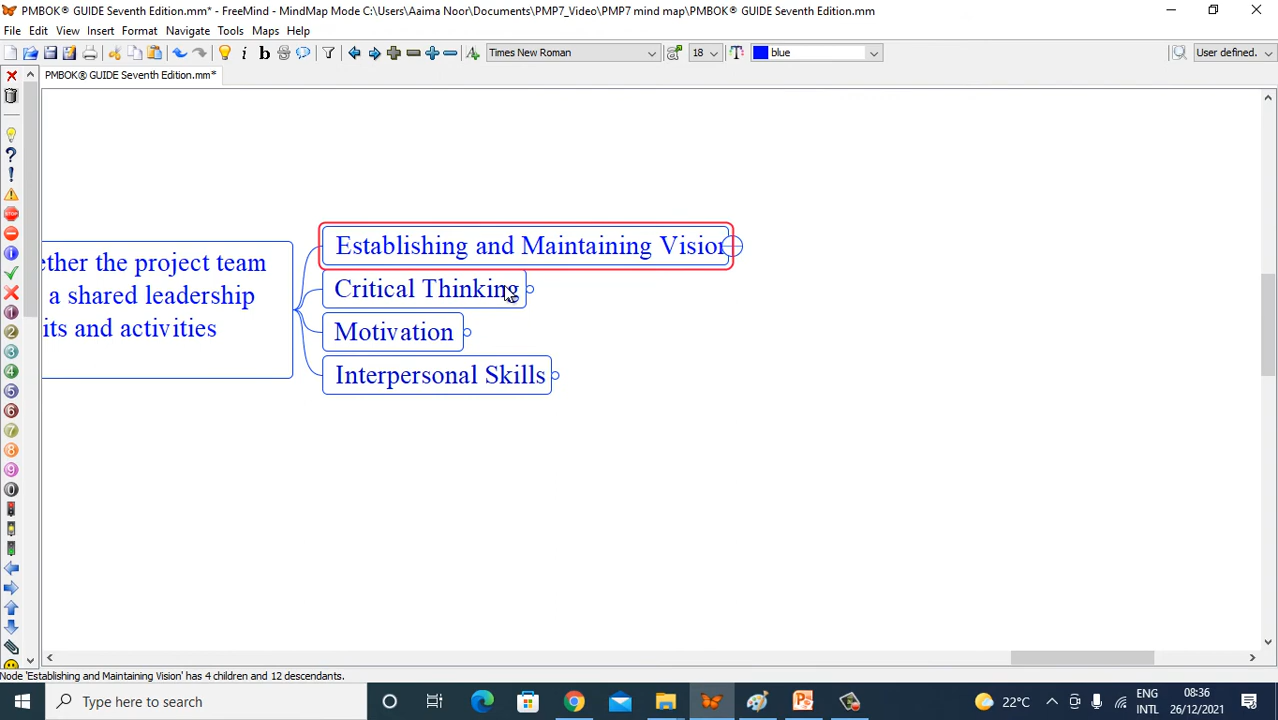 PMBOK® GUIDE Seventh Edition.mm* - FreeMind - MindMap Mode C:\Users\Aaima Noor\Documents\PMP7_Video\PMP7 mind map\PMBOK® GUIDE Seventh Edition.mm
File Edit View Insert Format Navigate Tools Maps Help
Times New Roman 18 blue User defined.
PMBOK® GUIDE Seventh Edition.mm*
ether the project team
a shared leadership
its and activities
Establishing and Maintaining Vision
Critical Thinking
Motivation
Interpersonal Skills
Node 'Establishing and Maintaining Vision' has 4 children and 12 descendants.
Type here to search
22°C
ENG
INTL
08:36
26/12/2021